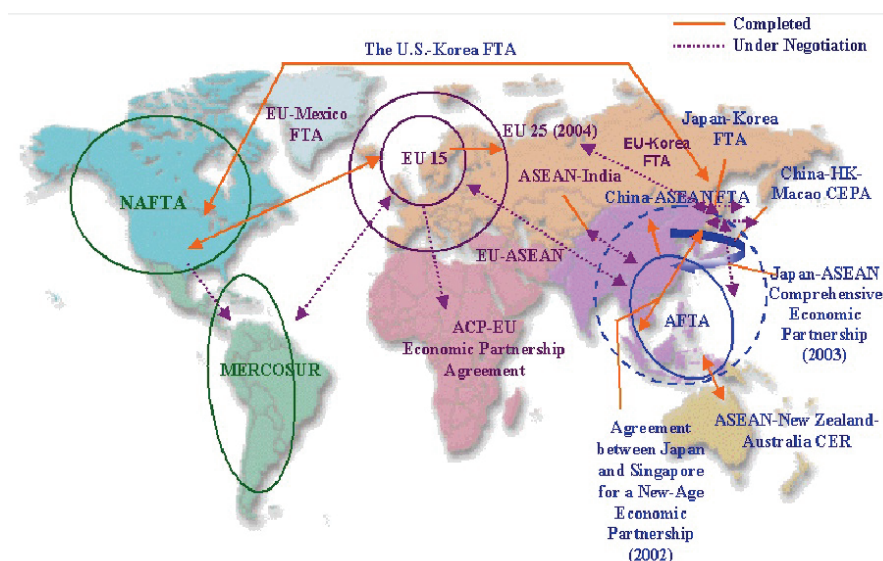 Completed
Under Negotiation
The U.S.-Korea FTA
EU-Mexico
FTA
EU 25 (2004)
EU 15
EU-Korea
FTA
Japan-Korea
FTA
ASEAN-India
China-ASEANFTA
China-HK-
Macao CEPA
NAFTA
EU-ASEAN
Japan-ASEAN
Comprehensive
Economic
Partnership
(2003)
AFTA
ACP-EU
Economic Partnership
Agreement
MERCOSUR
ASEAN-New Zealand-
Australia CER
Agreement
between Japan
and Singapore
for a New-Age
Economic
Partnership
(2002)